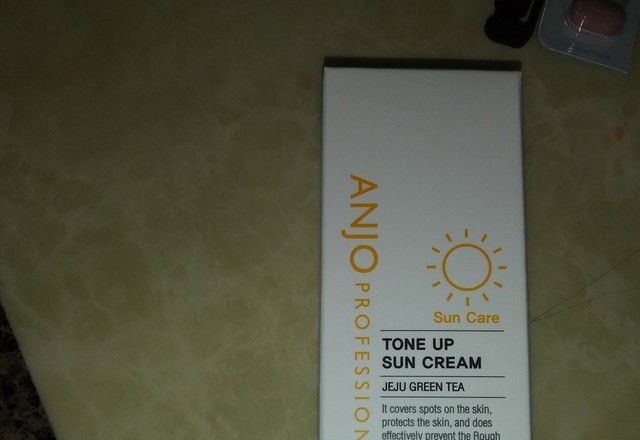 ANJO PROFESSION
Sun Care
TONE UP
SUN CREAM
JEJU GREEN TEA
It covers spots on the skin,
protects the skin, and does
effectively prevent the Rough